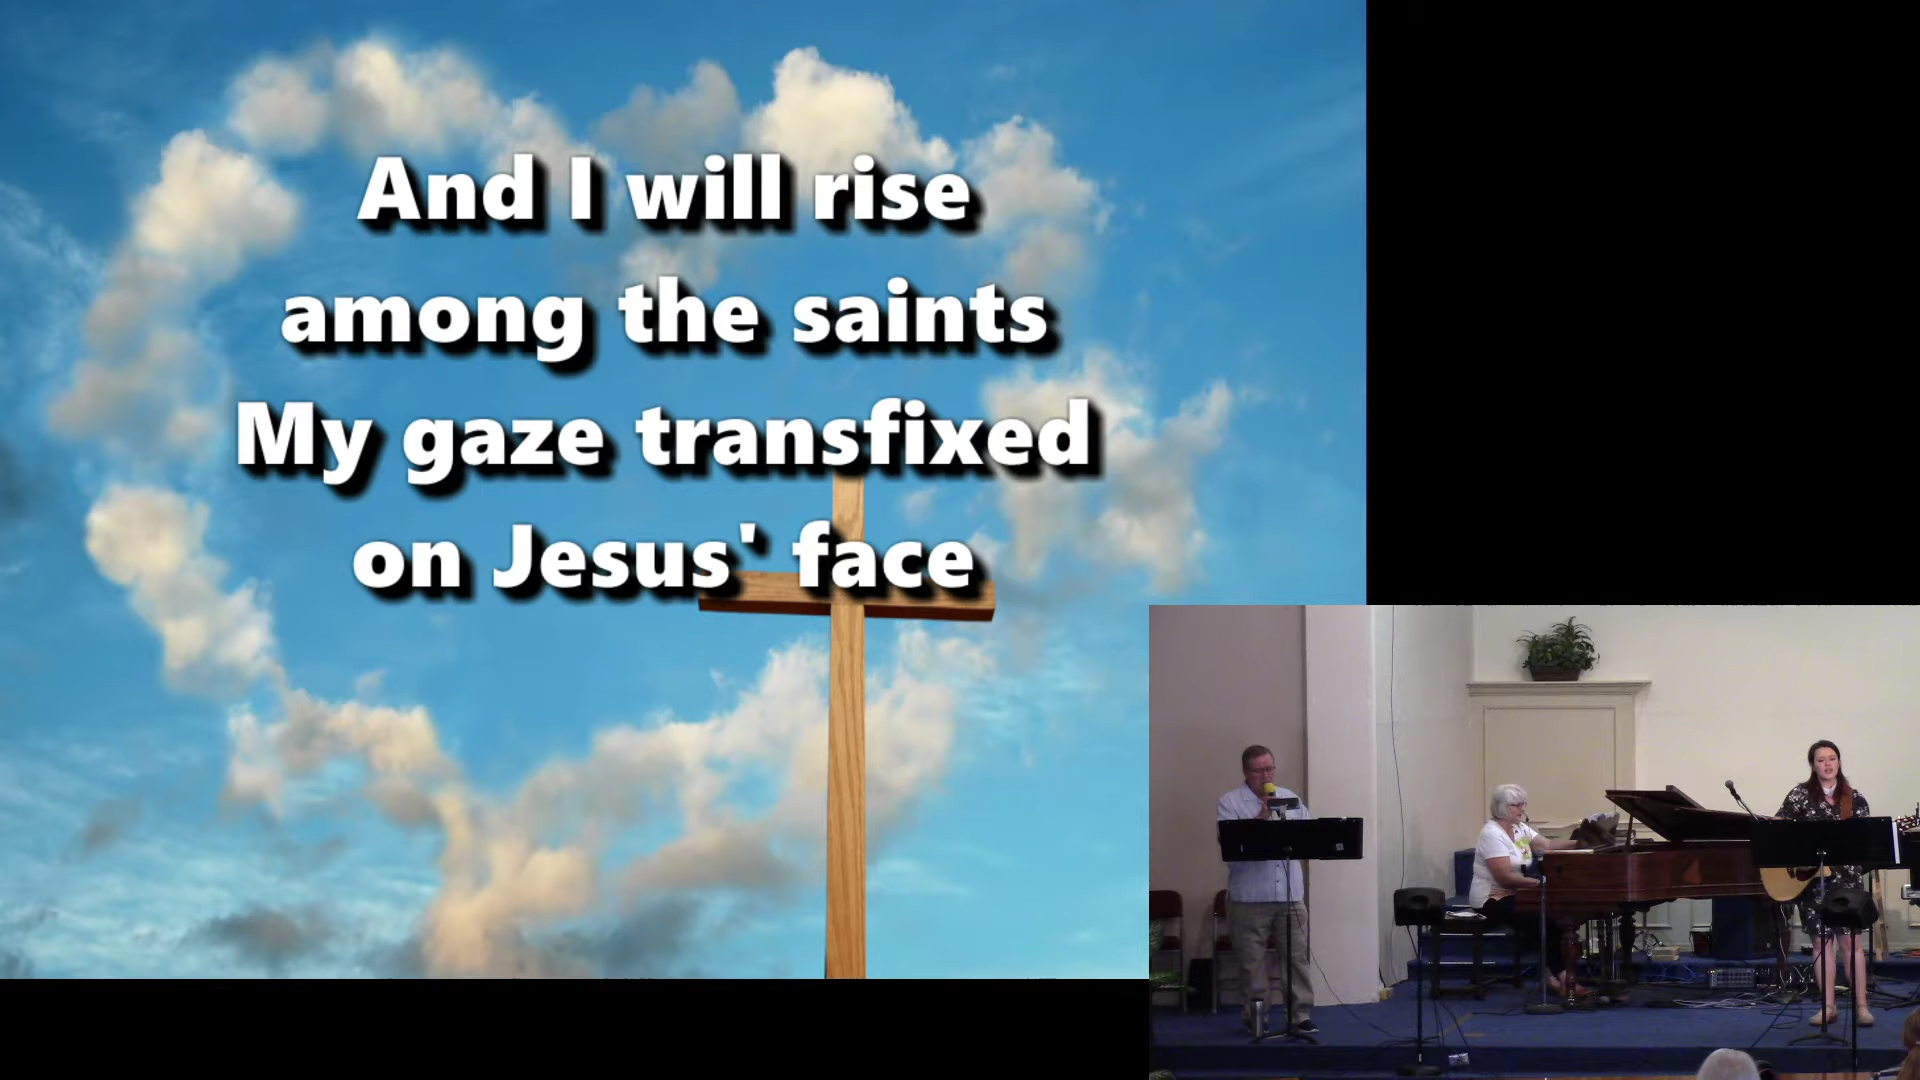 And I will rise
among the saints
My gaze transfixed
on Jesus' face